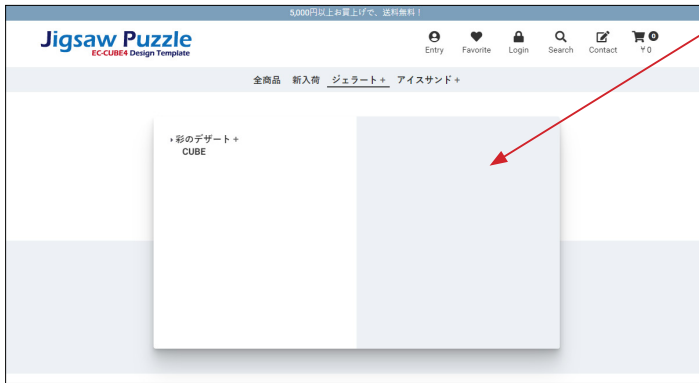 5,000円以上お買上げで、送料無料！
Jigsaw Puzzle
EC-CUBE4 Design Template
Entry Favorite Login Search Contact ¥0
0
全商品 新入荷 ジェラート+ アイスサンド+
彩のデザート+
CUBE